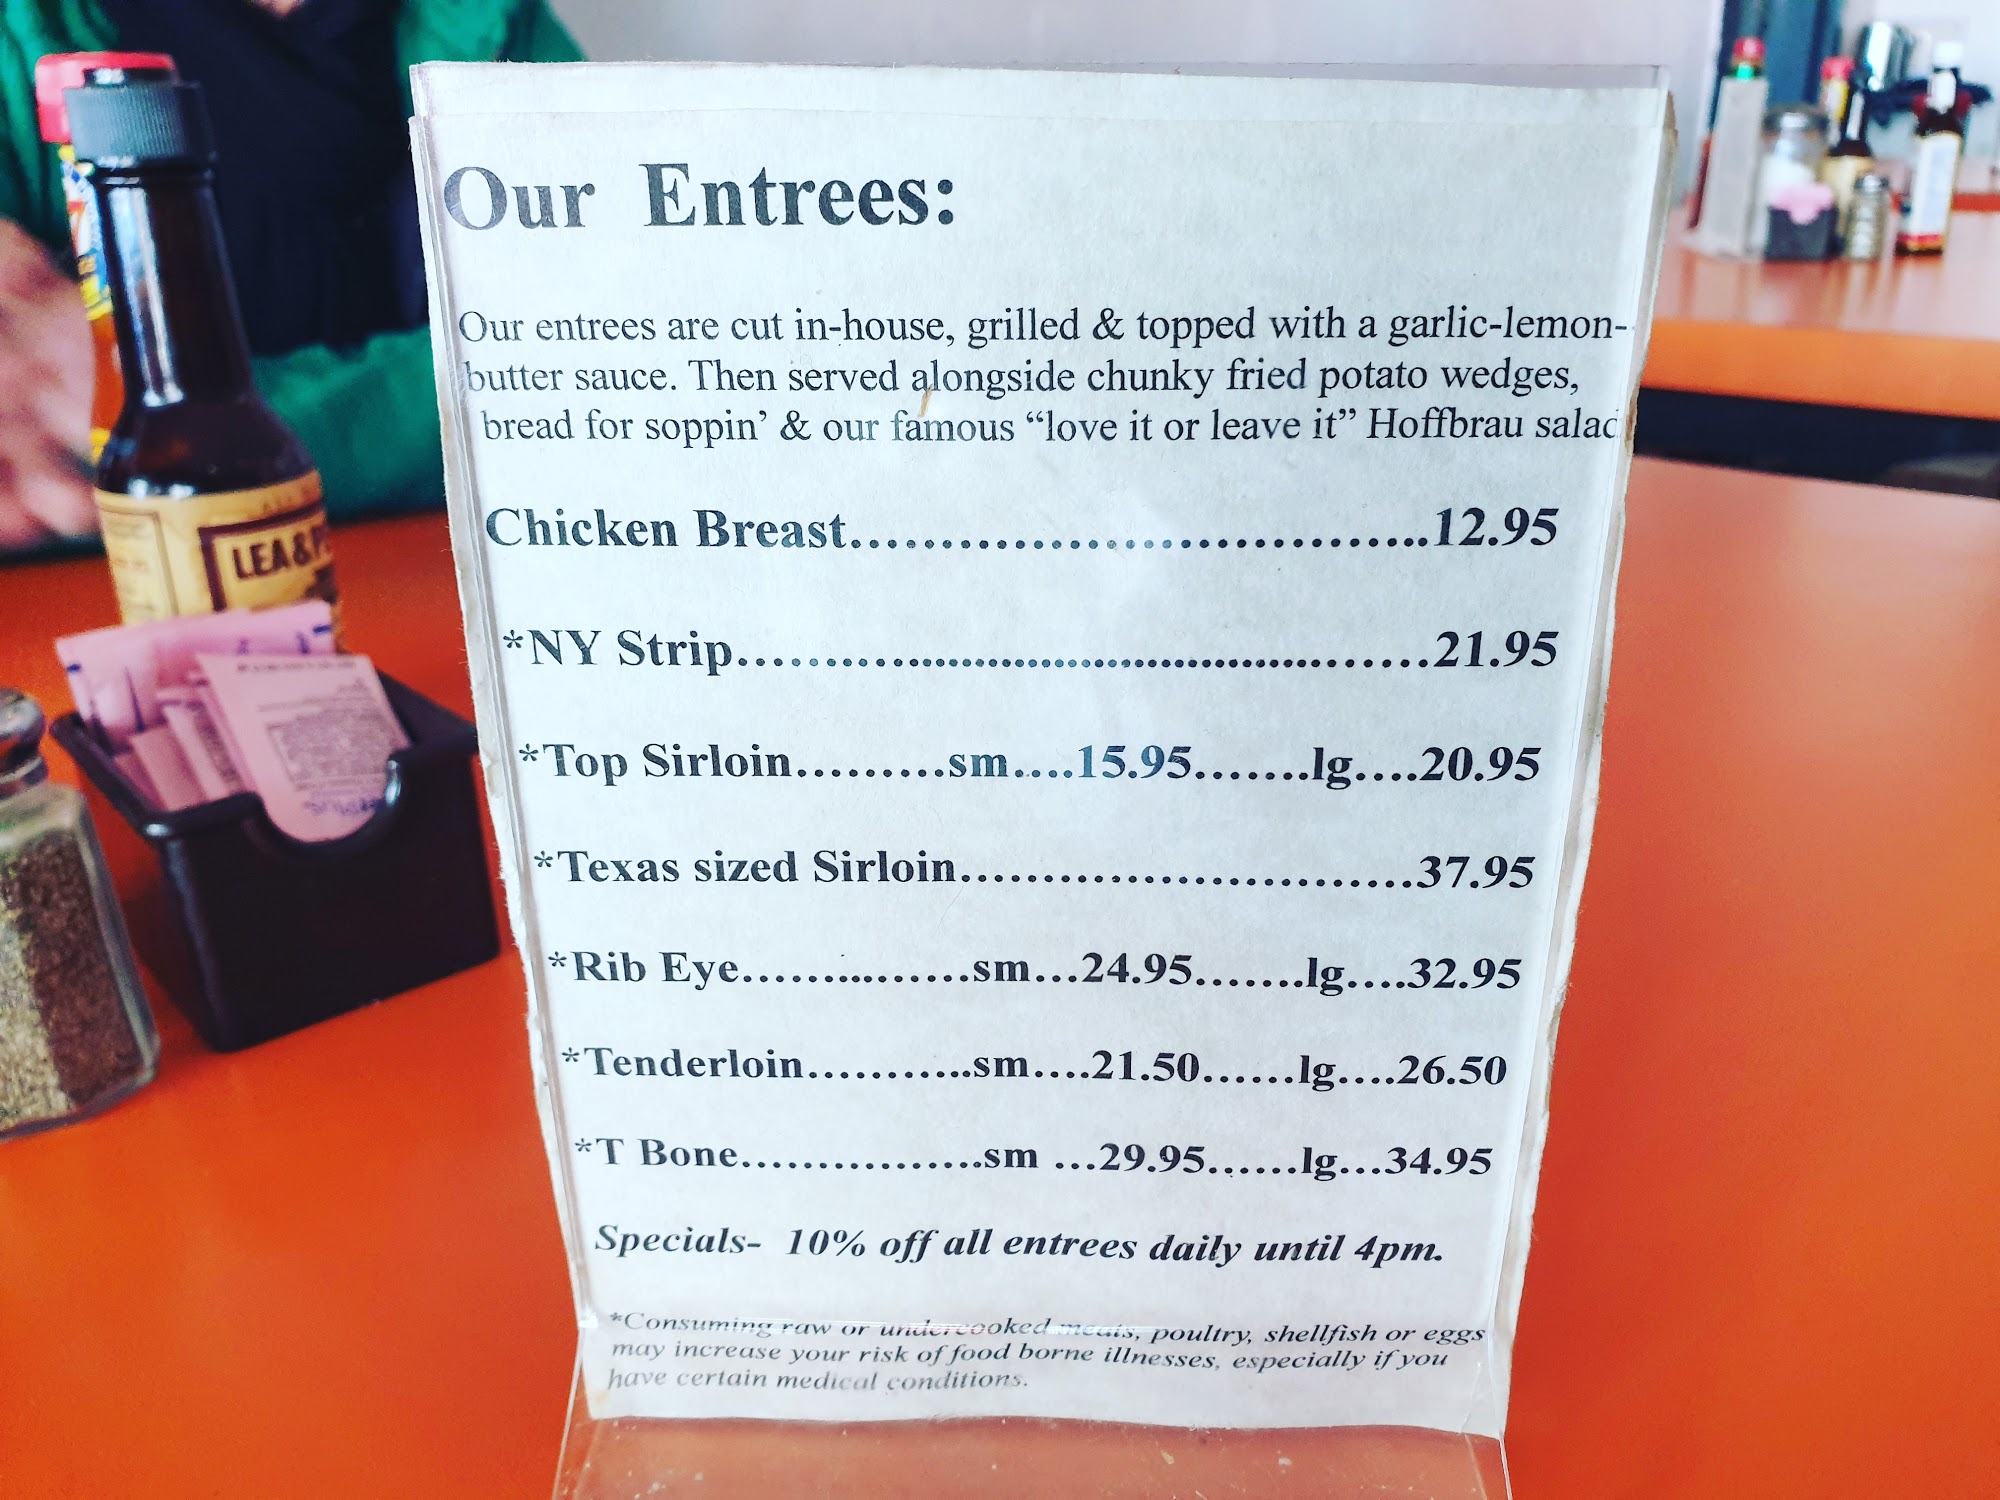 Our Entrees:
Our entrees are cut in-house, grilled & topped with a garlic-lemon-
butter sauce. Then served alongside chunky fried potato wedges,
bread for soppin' & our famous “love it or leave it” Hoffbrau salad
Chicken Breast.................................12.95
*NY Strip.............................................21.95
*Top Sirloin.........sm....15.95.......lg....20.95
*Texas sized Sirloin............................37.95
*Rib Eye..............sm...24.95.......lg....32.95
*Tenderloin...........sm....21.50......lg....26.50
*T Bone................sm ...29.95......lg...34.95
Specials- 10% off all entrees daily until 4pm.
*Consuming raw or undercooked meats, poultry, shellfish or eggs
may increase your risk of food borne illnesses, especially if you
have certain medical conditions.
LEA&P